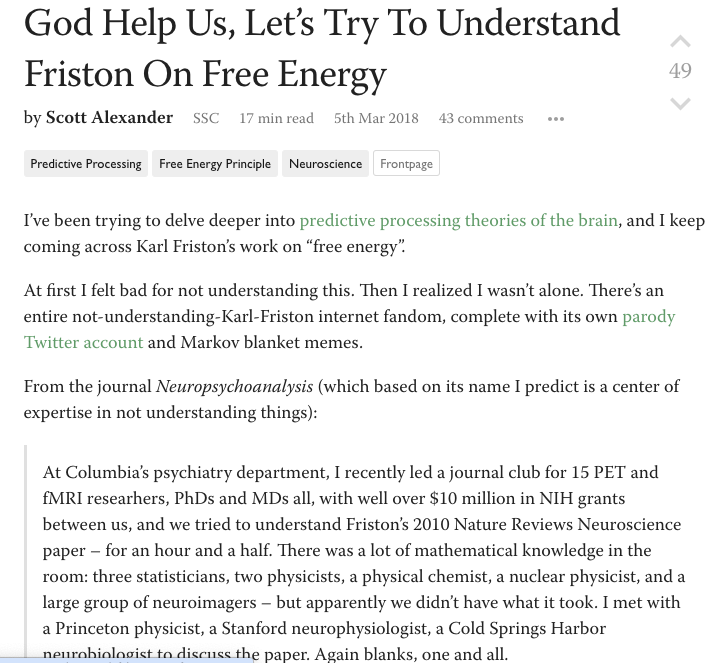 God Help Us, Let's Try To Understand
Friston On Free Energy
49
by Scott Alexander SSC 17 min read 5th Mar 2018 43 comments •••
Predictive Processing Free Energy Principle Neuroscience Frontpage
I've been trying to delve deeper into predictive processing theories of the brain, and I keep
coming across Karl Friston's work on “free energy”.
At first I felt bad for not understanding this. Then I realized I wasn't alone. There's an
entire not-understanding-Karl-Friston internet fandom, complete with its own parody
Twitter account and Markov blanket memes.
From the journal Neuropsychoanalysis (which based on its name I predict is a center of
expertise in not understanding things):
At Columbia's psychiatry department, I recently led a journal club for 15 PET and
fMRI researhers, PhDs and MDs all, with well over $10 million in NIH grants
between us, and we tried to understand Friston's 2010 Nature Reviews Neuroscience
paper – for an hour and a half. There was a lot of mathematical knowledge in the
room: three statisticians, two physicists, a physical chemist, a nuclear physicist, and a
large group of neuroimagers – but apparently we didn't have what it took. I met with
a Princeton physicist, a Stanford neurophysiologist, a Cold Springs Harbor
neurobiologist to discuss the paper. Again blanks, one and all.